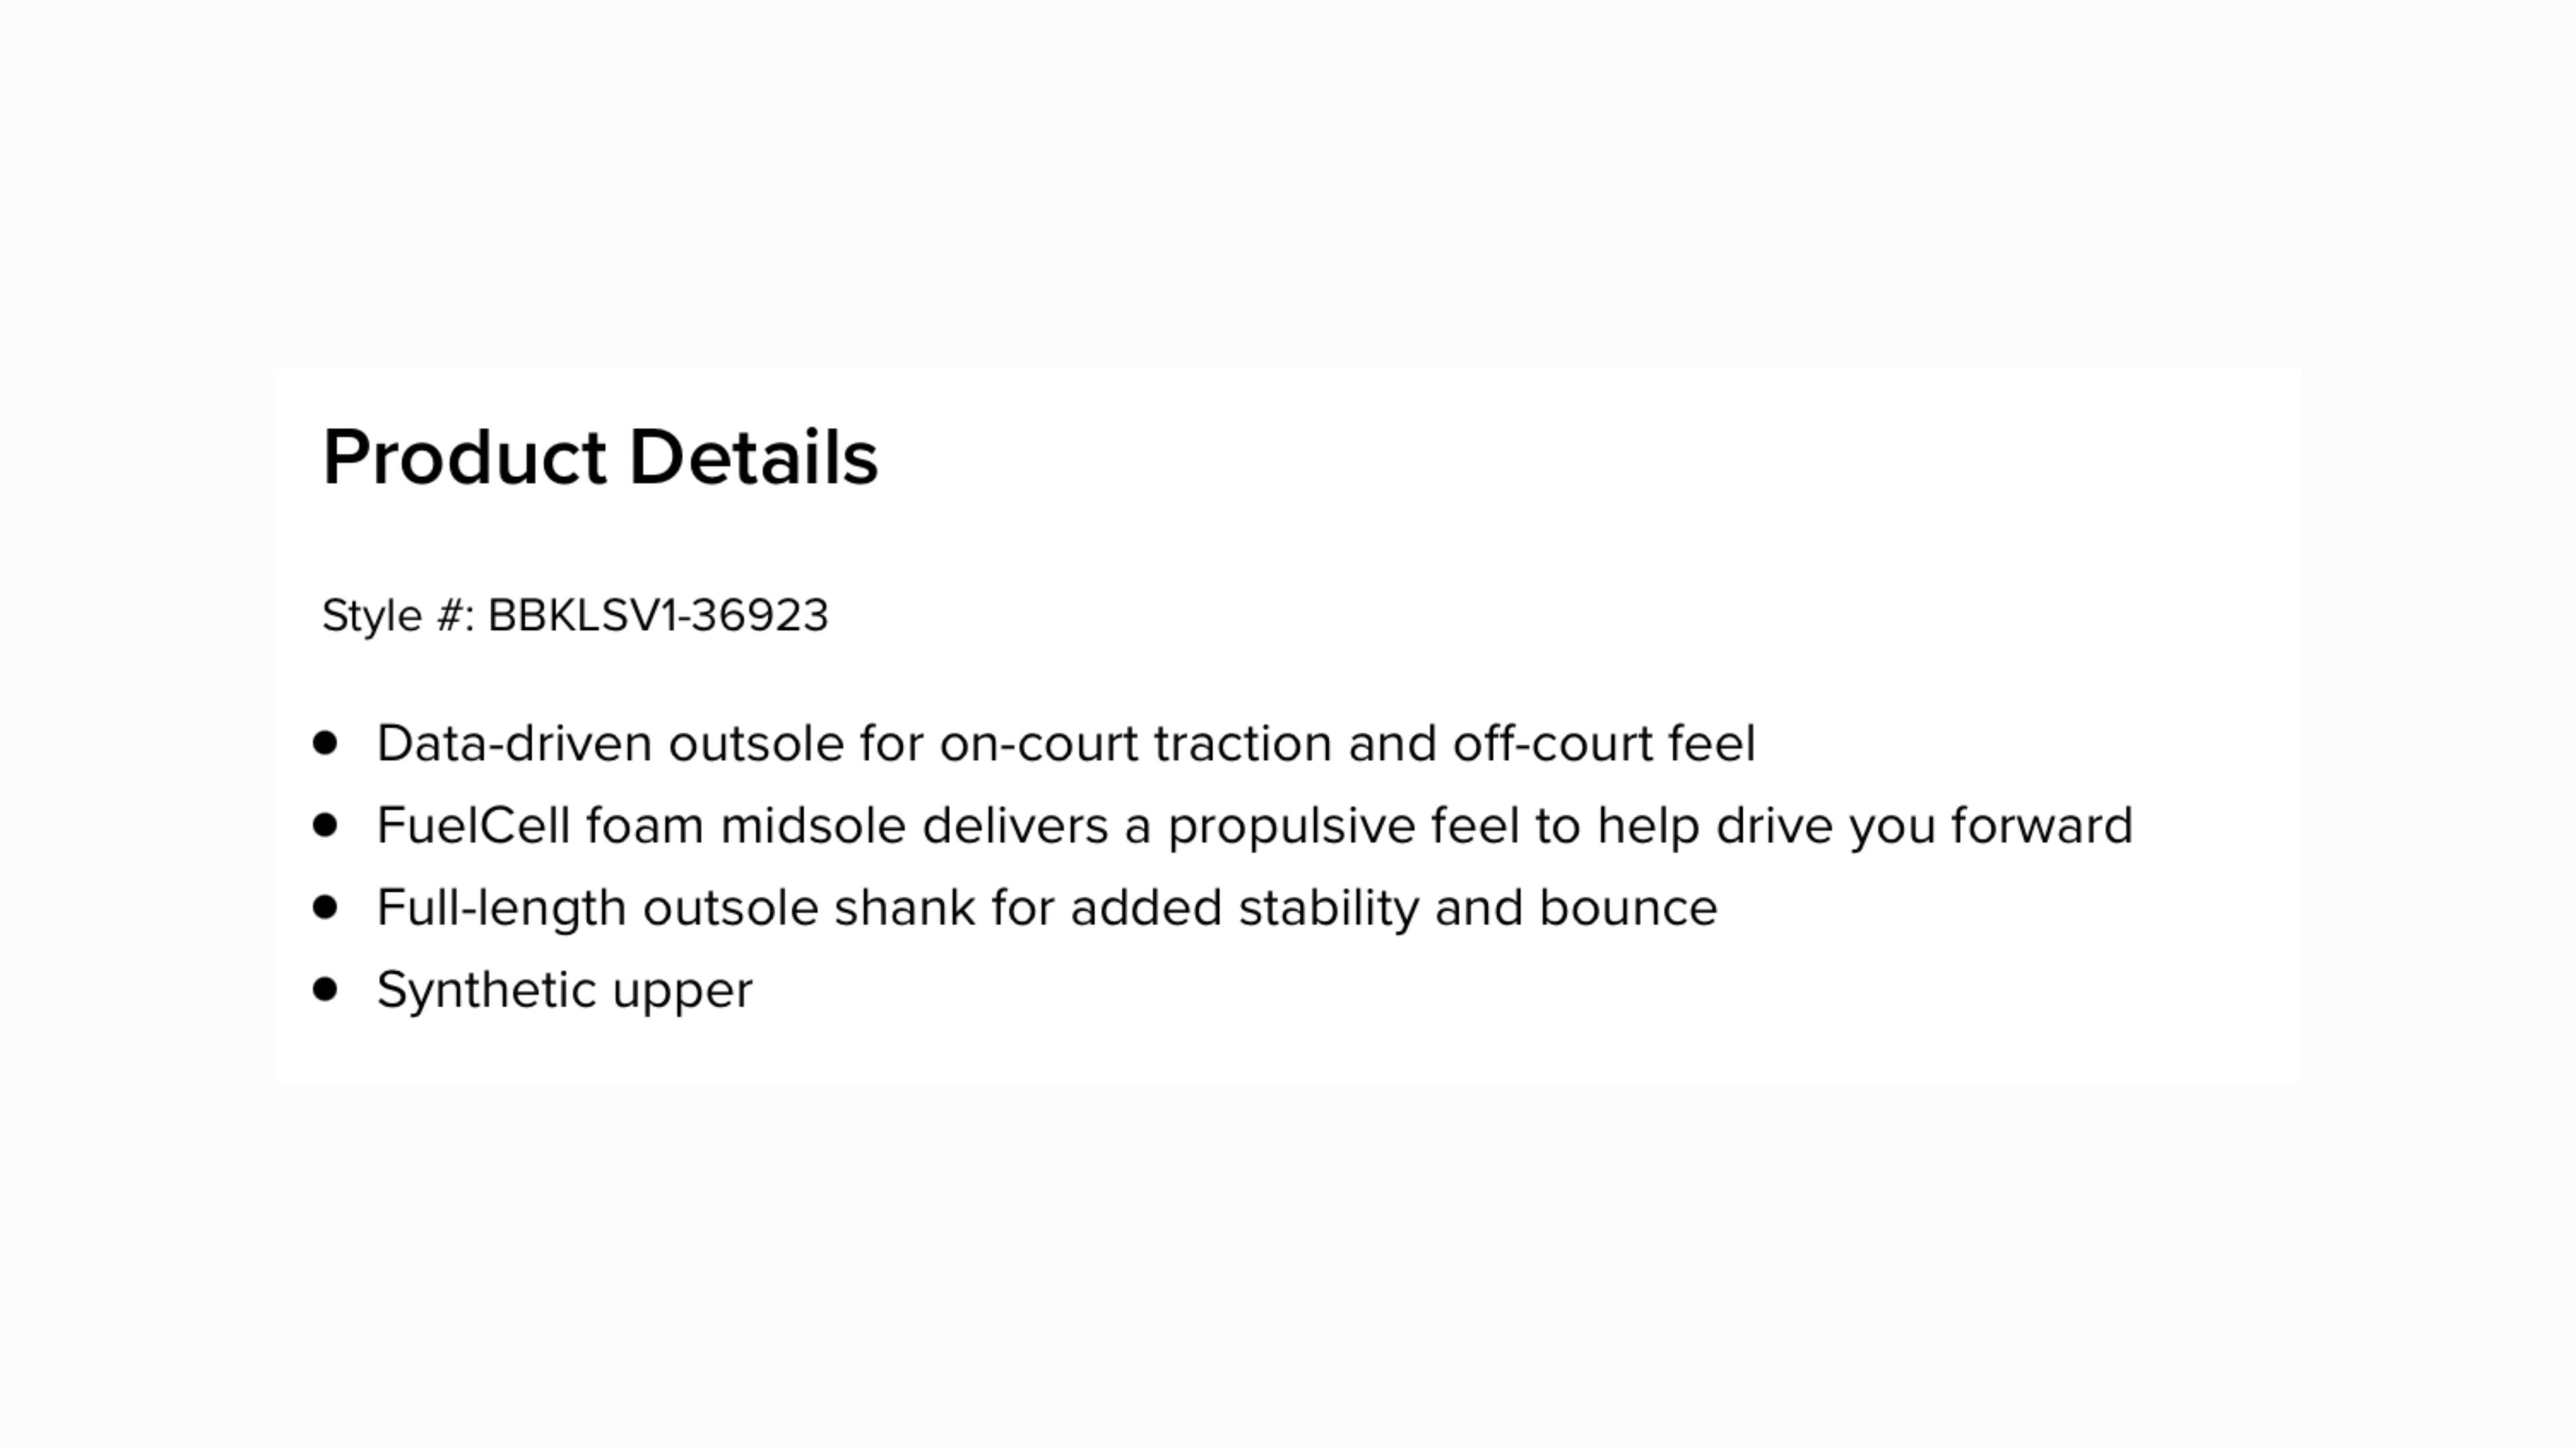 Product Details
Style #: BBKLSV1-36923
● Data-driven outsole for on-court traction and off-court feel
● FuelCell foam midsole delivers a propulsive feel to help drive you forward
● Full-length outsole shank for added stability and bounce
● Synthetic upper